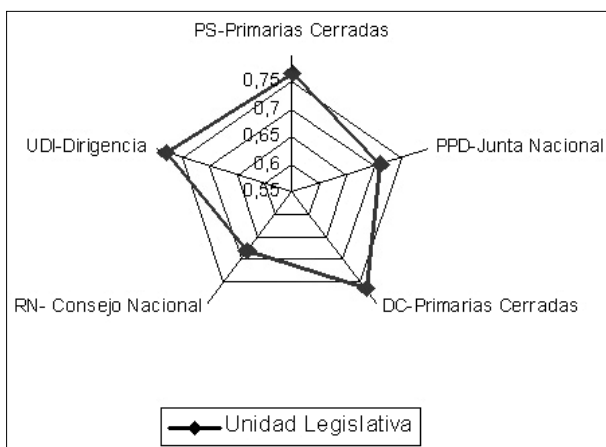 PS-Primarias Cerradas
0,75
0,7
0,65
0,6
0,55
UDI-Dirigencia
PPD-Junta Nacional
RN- Consejo Nacional
DC-Primarias Cerradas
Unidad Legislativa